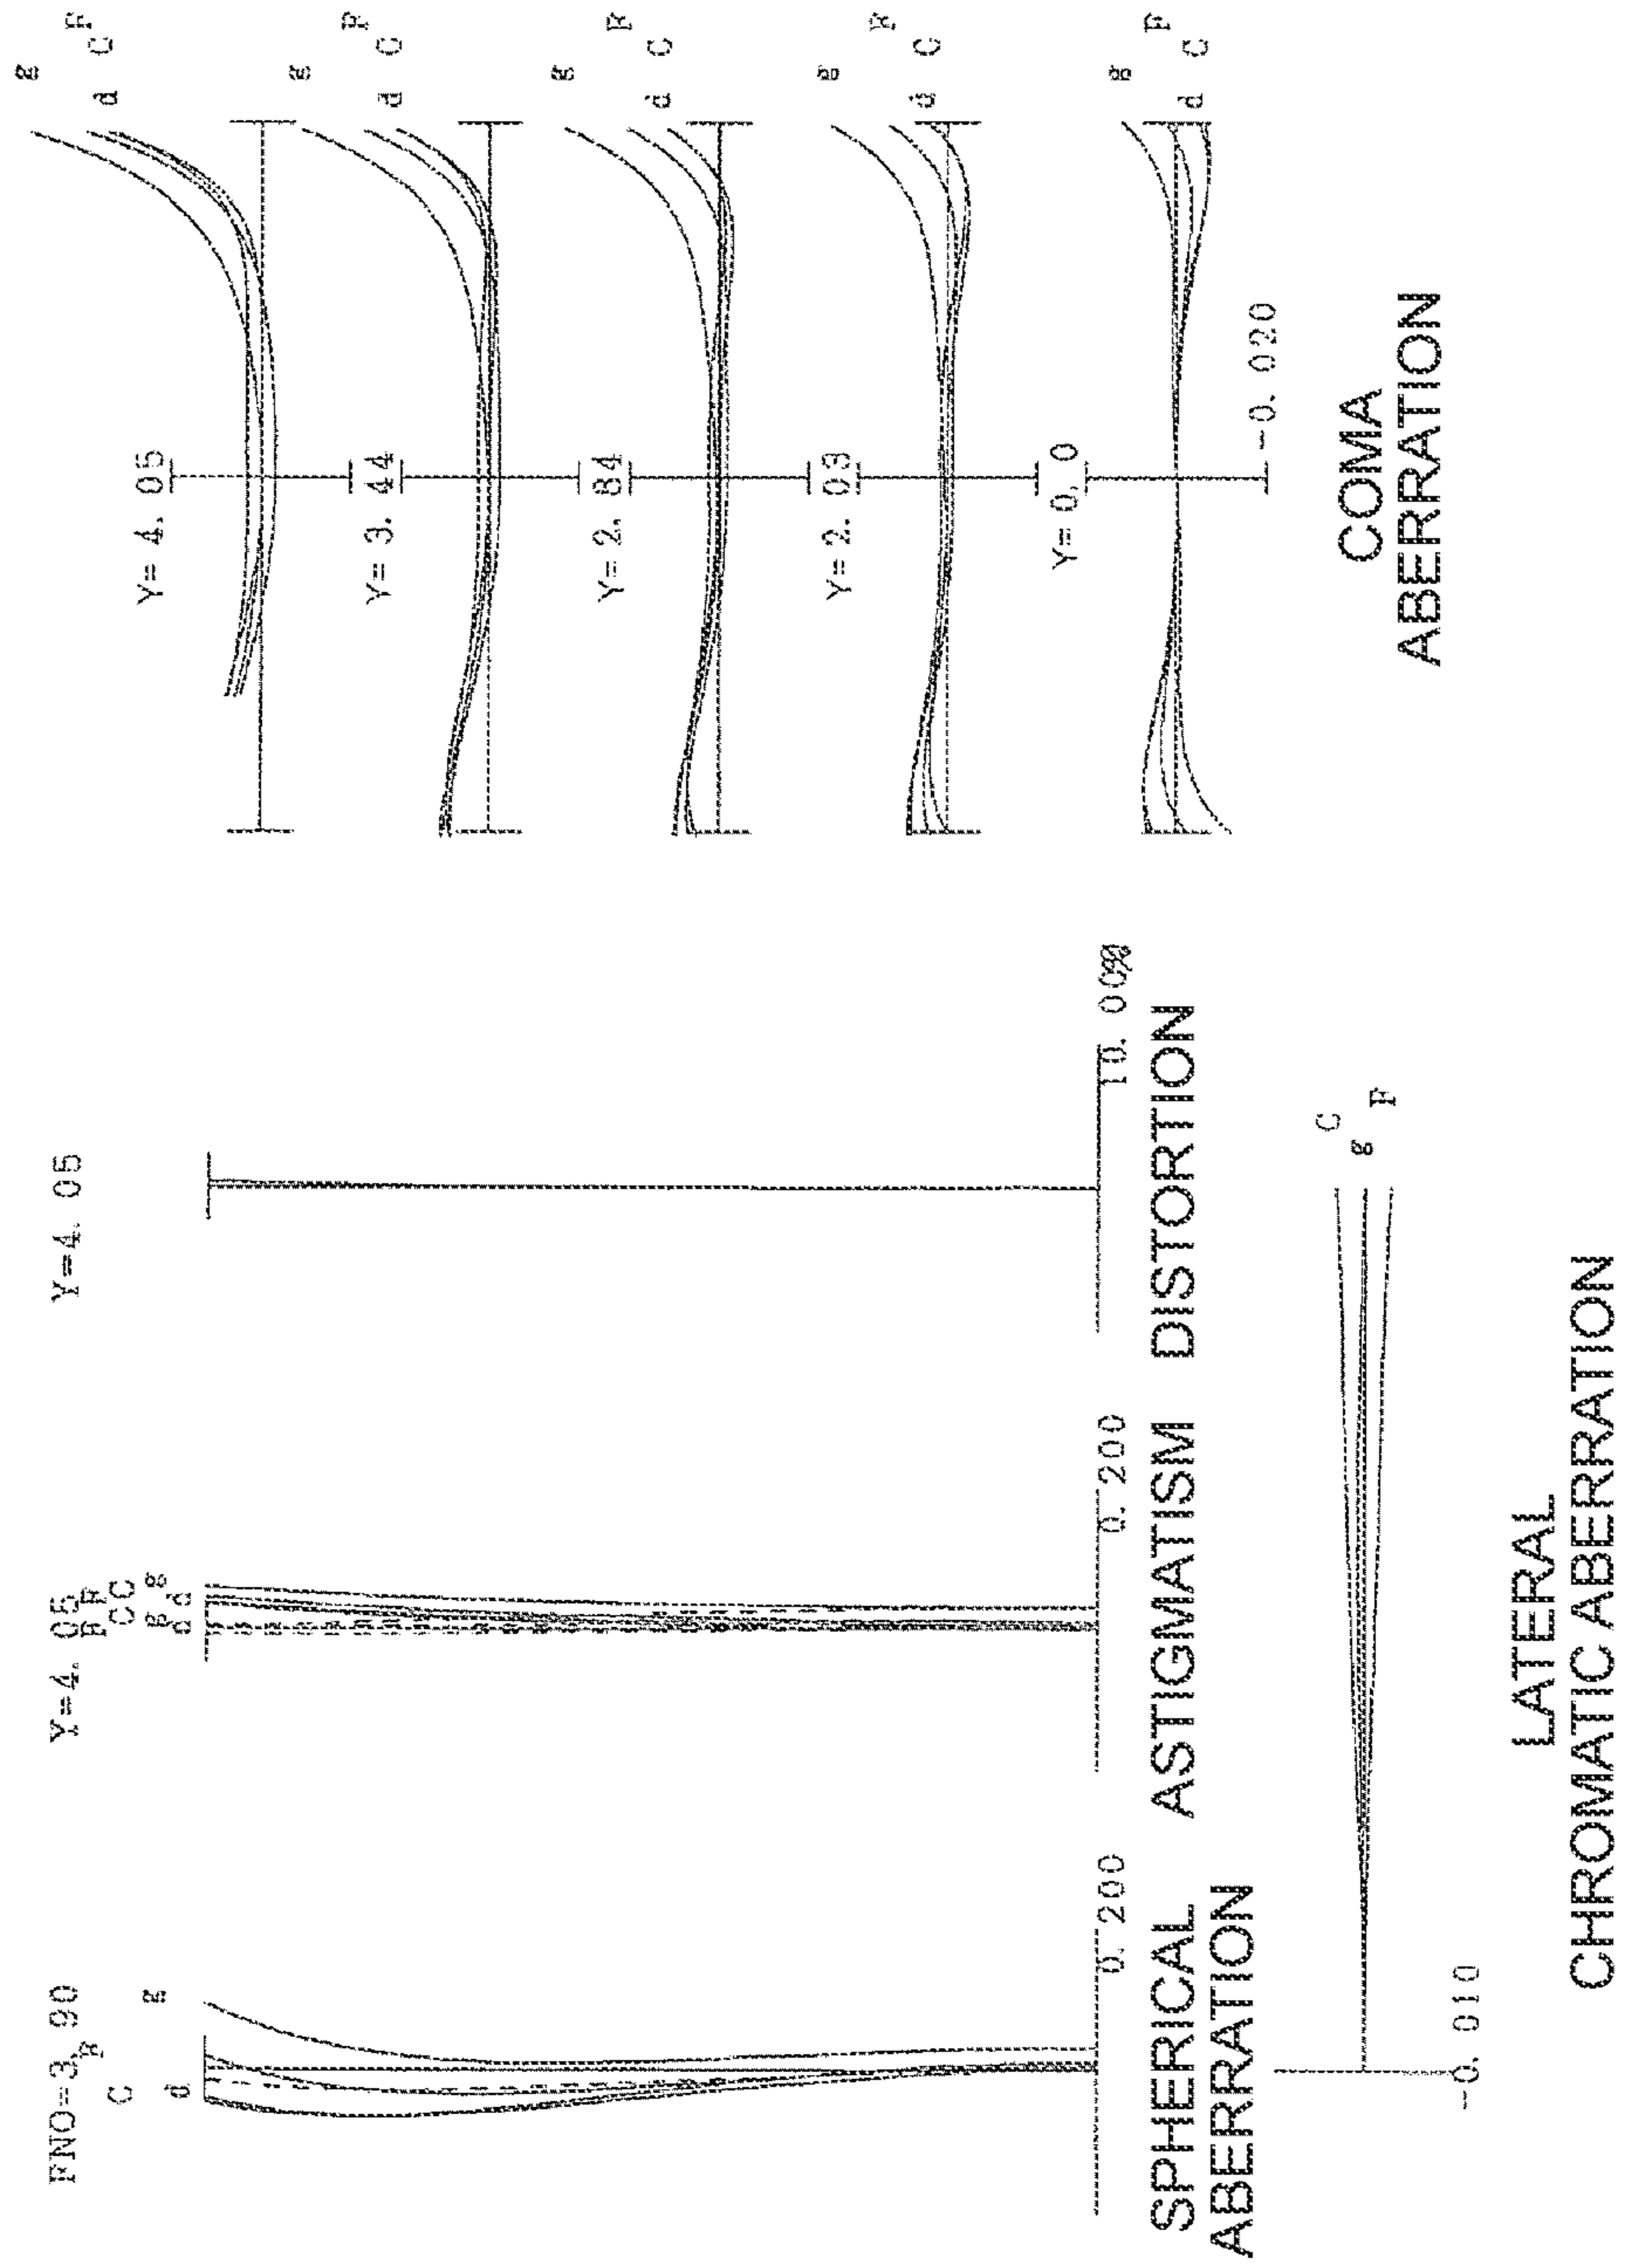 FNO=3. 90
F
C
g
d
0. 200
SPHERICAL
ABERRATION
Y=4. 05
F F
C C
g g
d d
0. 200
ASTIGMATISM
Y=4. 05
10. 00%
DISTORTION
C
g
F
-0. 010
LATERAL
CHROMATIC ABERRATION
Y=4. 05
g
F
C
d
Y=3. 44
g
F
C
d
Y=2. 84
g
F
C
d
Y=2. 03
g
F
C
d
Y=0. 0
g
F
C
d
-0. 020
COMA
ABERRATION